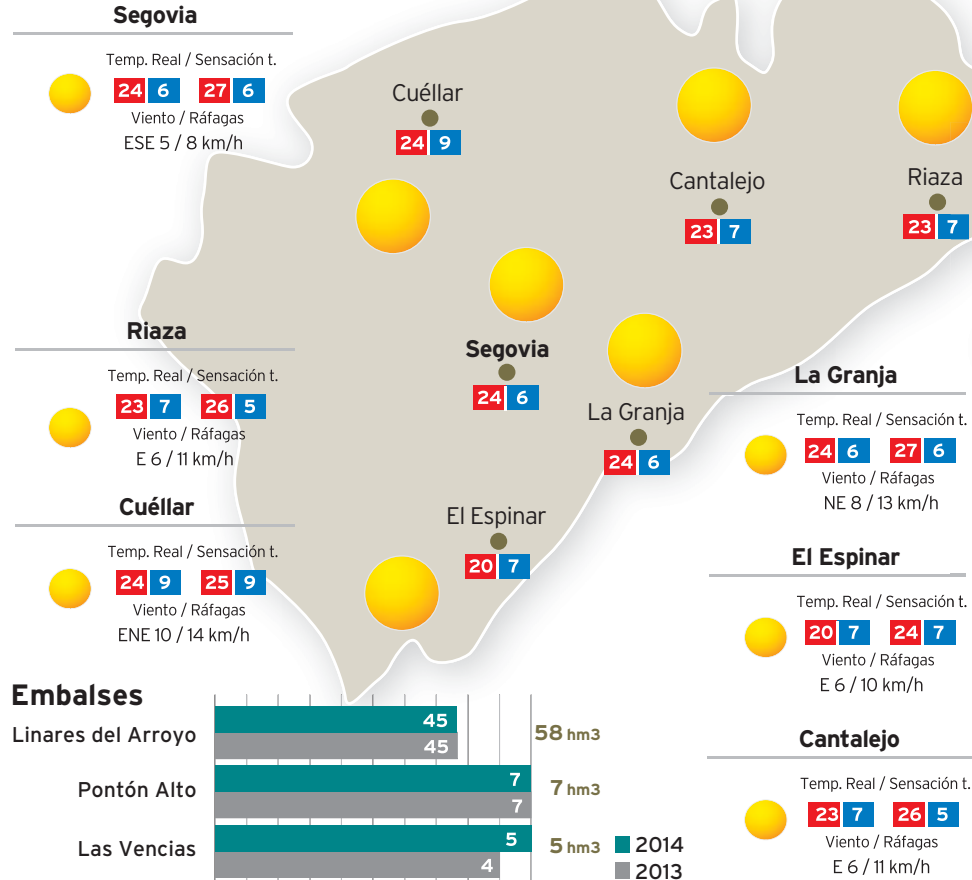 Segovia
Temp. Real / Sensación t.
24 6 27 6
Viento / Ráfagas
ESE 5 / 8 km/h
Cuéllar
24 9
Cantalejo
23 7
Riaza
23 7
Segovia
24 6
La Granja
24 6
El Espinar
20 7
Riaza
Temp. Real / Sensación t.
23 7 26 5
Viento / Ráfagas
E 6 / 11 km/h
Cuéllar
Temp. Real / Sensación t.
24 9 25 9
Viento / Ráfagas
ENE 10 / 14 km/h
La Granja
Temp. Real / Sensación t.
24 6 27 6
Viento / Ráfagas
NE 8 / 13 km/h
El Espinar
Temp. Real / Sensación t.
20 7 24 7
Viento / Ráfagas
E 6 / 10 km/h
Cantalejo
Temp. Real / Sensación t.
23 7 26 5
Viento / Ráfagas
E 6 / 11 km/h
Embalses
Linares del Arroyo 45 58 hm3
45
Pontón Alto 7 7 hm3
7
Las Vencias 5 5 hm3
4
2014
2013